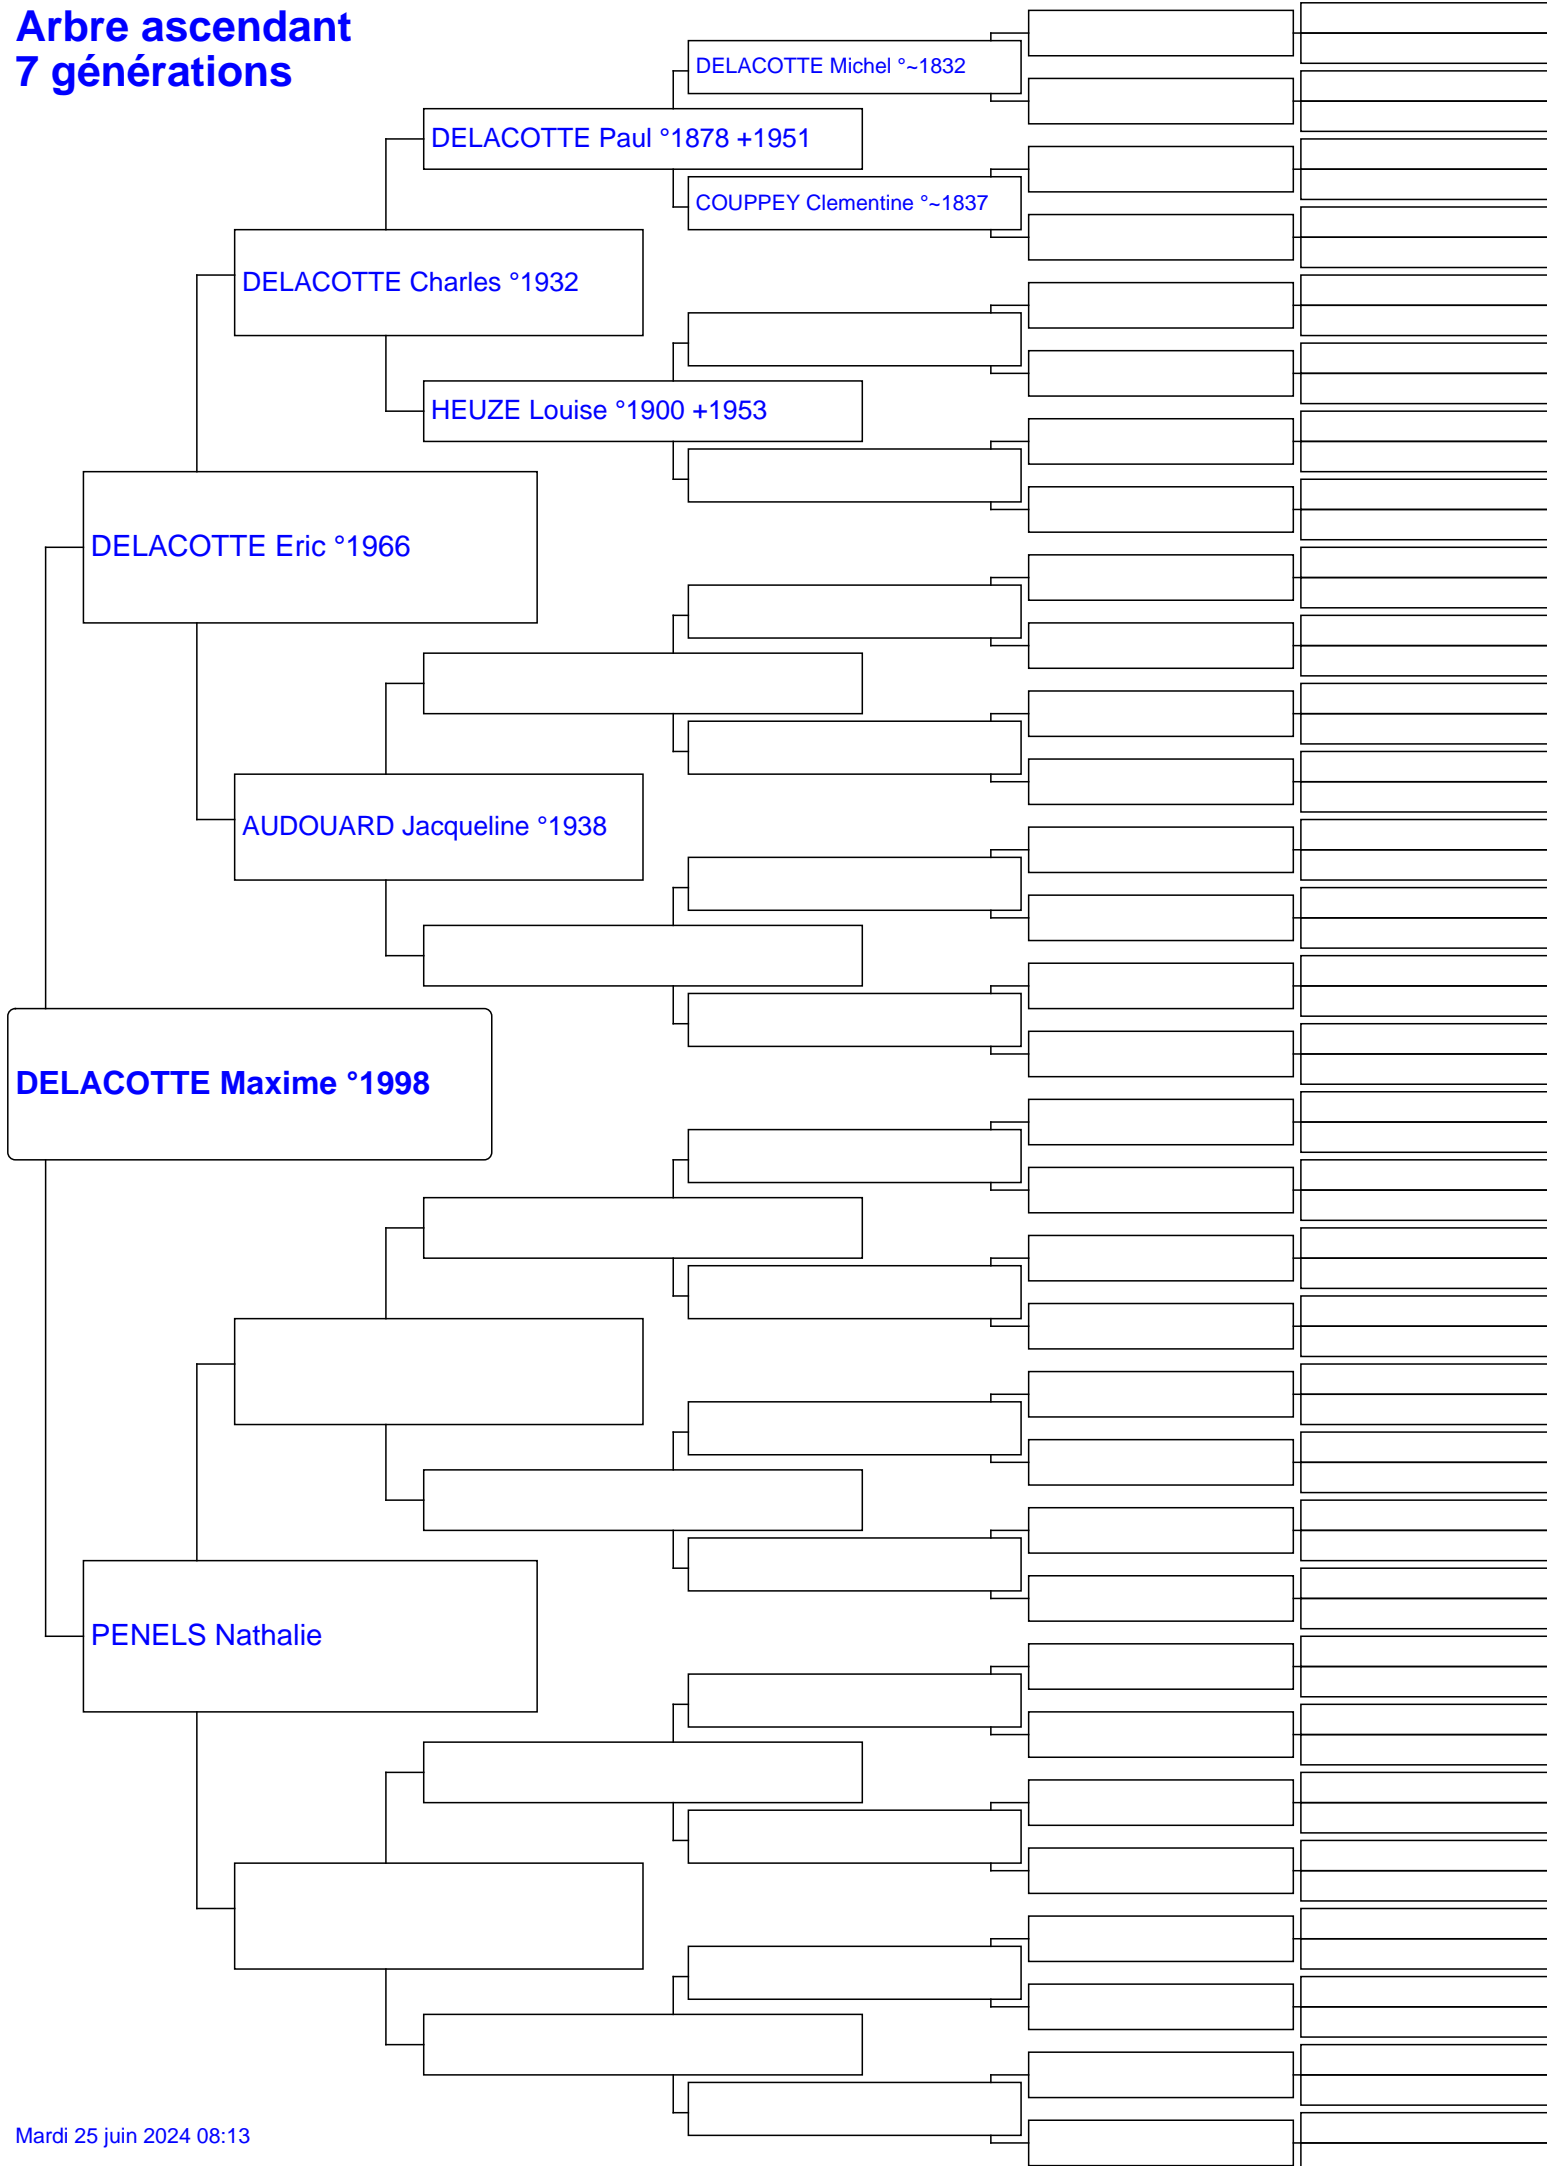 Arbre ascendant
7 générations
DELACOTTE Michel °~1832
DELACOTTE Paul °1878 +1951
COUPPEY Clementine °~1837
DELACOTTE Charles °1932
HEUZE Louise °1900 +1953
DELACOTTE Eric °1966
AUDOUARD Jacqueline °1938
DELACOTTE Maxime °1998
PENELS Nathalie
Mardi 25 juin 2024 08:13